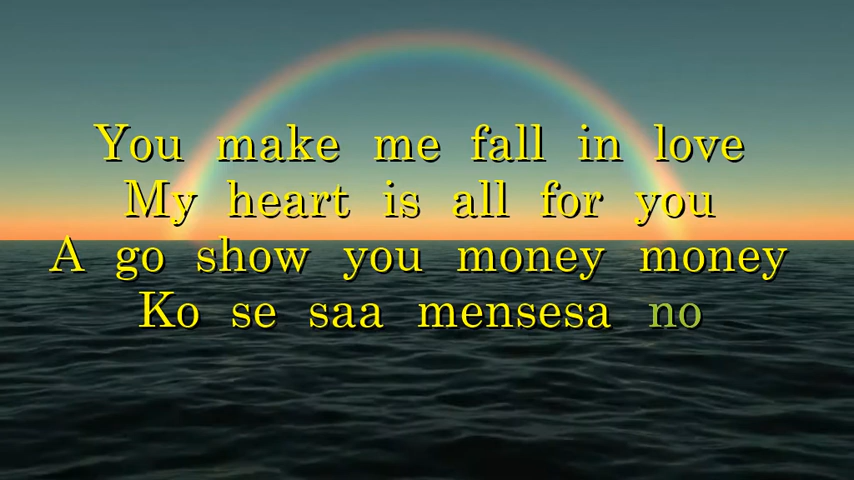 You make me fall in love
My heart is all for you
A go show you money money
Ko se saa mensesa no